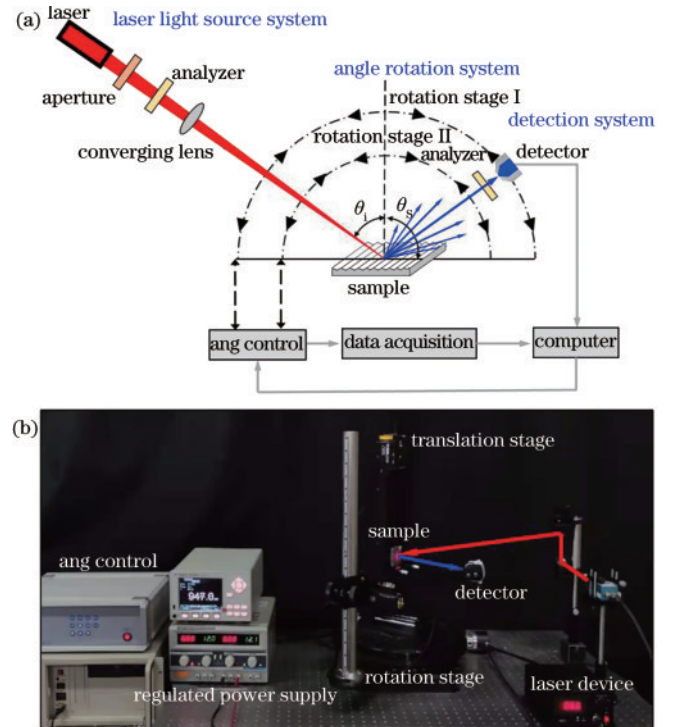 (a)
laser
laser light source system
analyzer
aperture
converging lens
angle rotation system
rotation stage I
rotation stage II
detection system
analyzer
detector
θi
θs
sample
ang control
data acquisition
computer
(b)
translation stage
sample
ang control
detector
947.0
regulated power supply
rotation stage
laser device